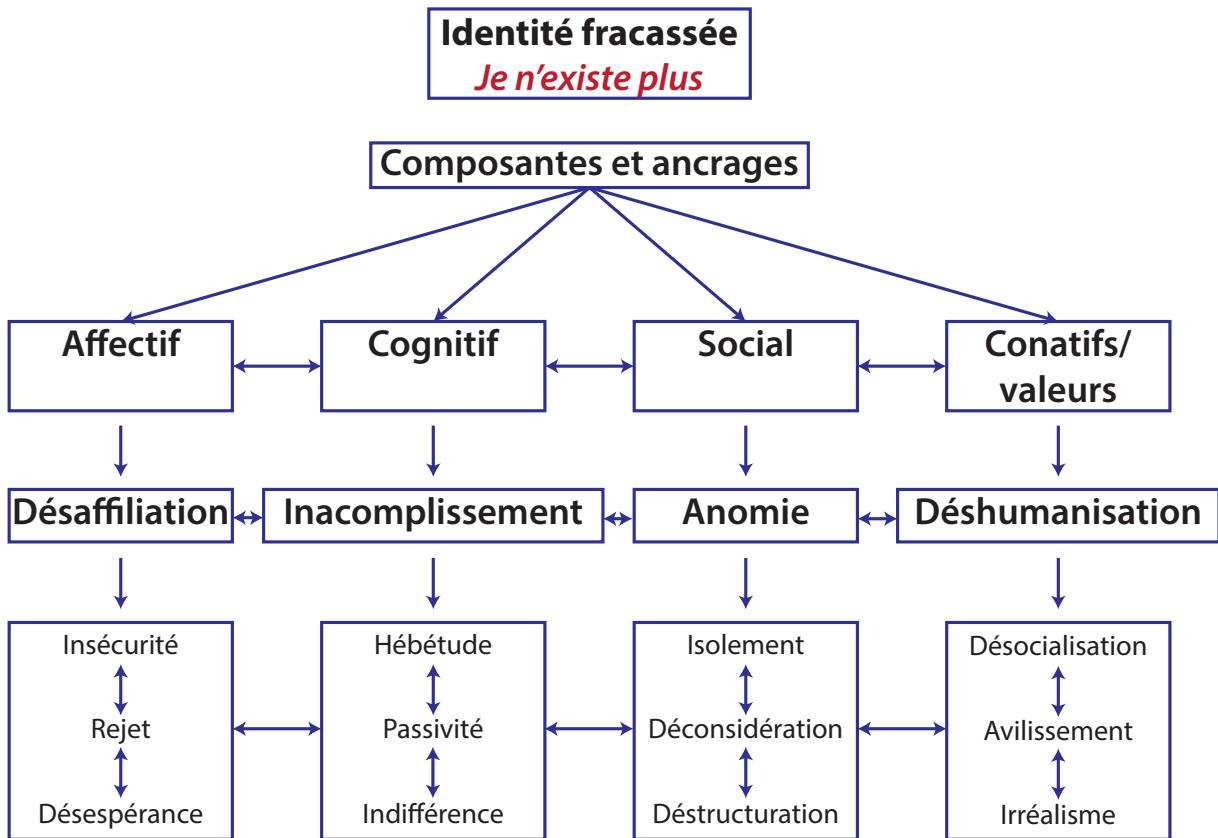 Identité fracassée
Je n'existe plus
Composantes et ancrages
Affectif
Cognitif
Social
Conatifs/
valeurs
Désaffiliation
Inacomplissement
Anomie
Déshumanisation
Insécurité
Rejet
Désespérance
Hébétude
Passivité
Indifférence
Isolement
Déconsidération
Déstructuration
Désocialisation
Avilissement
Irréalisme